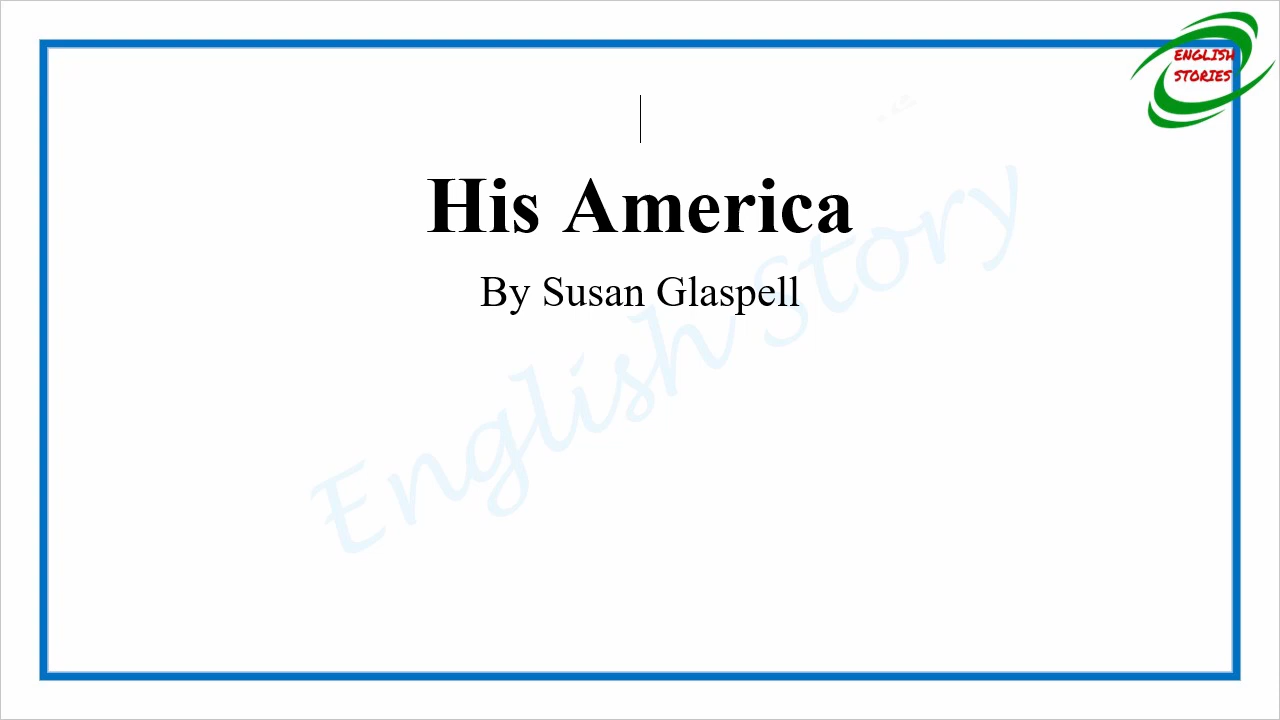 ENGLISH
STORIES
His America
By Susan Glaspell
English Story